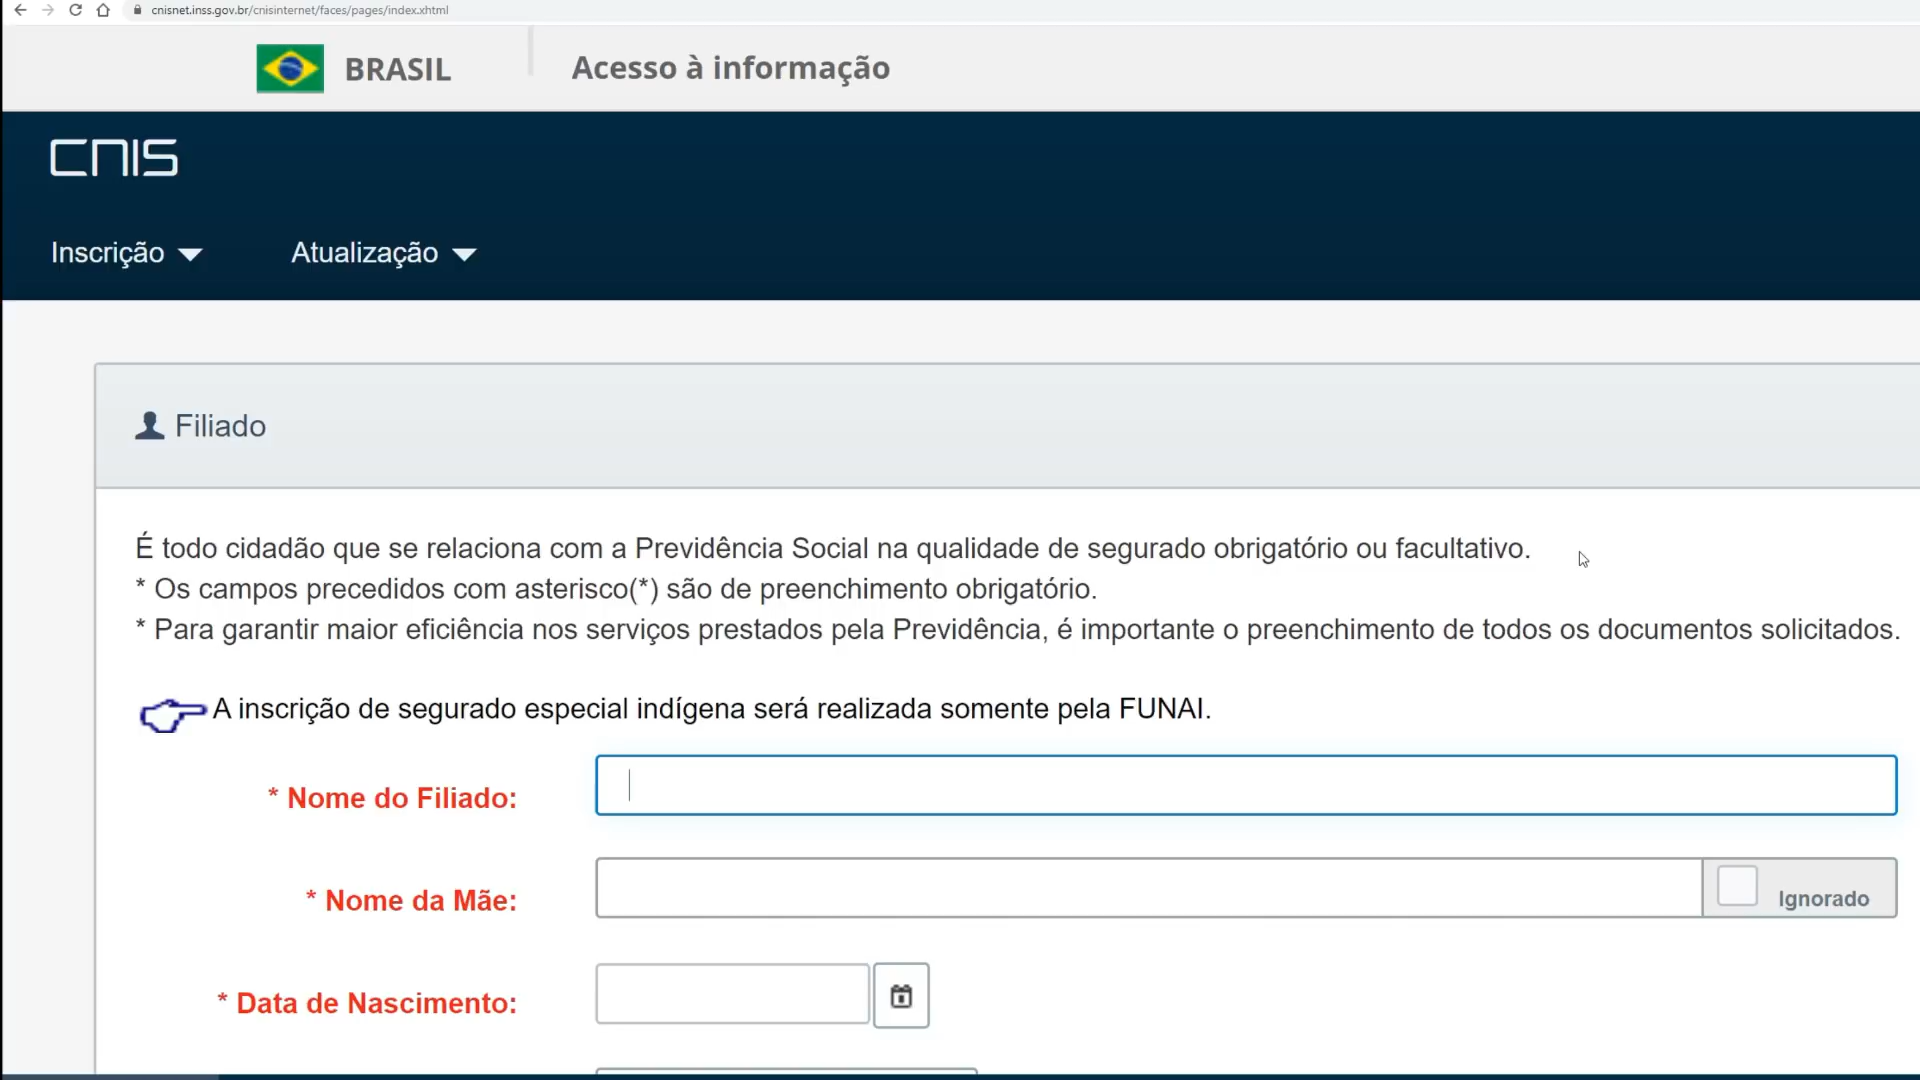 cnisnet.inss.gov.br/cnisinternet/faces/pages/index.xhtml
BRASIL
Acesso à informação
CNIS
Inscrição
Atualização
Filiado
É todo cidadão que se relaciona com a Previdência Social na qualidade de segurado obrigatório ou facultativo.
* Os campos precedidos com asterisco(*) são de preenchimento obrigatório.
* Para garantir maior eficiência nos serviços prestados pela Previdência, é importante o preenchimento de todos os documentos solicitados.
A inscrição de segurado especial indígena será realizada somente pela FUNAI.
* Nome do Filiado:
* Nome da Mãe:
Ignorado
* Data de Nascimento: